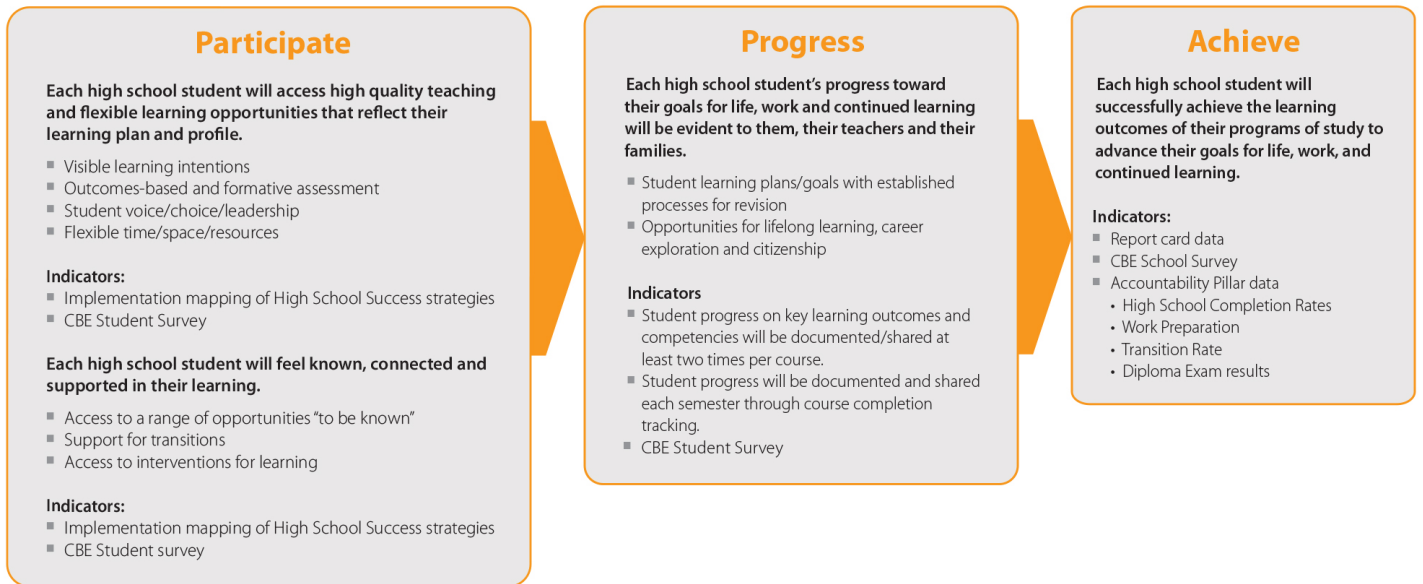 Participate
Each high school student will access high quality teaching
and flexible learning opportunities that reflect their
learning plan and profile.
■ Visible learning intentions
■ Outcomes-based and formative assessment
■ Student voice/choice/leadership
■ Flexible time/space/resources
Indicators:
■ Implementation mapping of High School Success strategies
■ CBE Student Survey
Each high school student will feel known, connected and
supported in their learning.
■ Access to a range of opportunities “to be known”
■ Support for transitions
■ Access to interventions for learning
Indicators:
■ Implementation mapping of High School Success strategies
■ CBE Student survey
Progress
Each high school student’s progress toward
their goals for life, work and continued learning
will be evident to them, their teachers and their
families.
■ Student learning plans/goals with established
processes for revision
■ Opportunities for lifelong learning, career
exploration and citizenship
Indicators
■ Student progress on key learning outcomes and
competencies will be documented/shared at
least two times per course.
■ Student progress will be documented and shared
each semester through course completion
tracking.
■ CBE Student Survey
Achieve
Each high school student will
successfully achieve the learning
outcomes of their programs of study to
advance their goals for life, work, and
continued learning.
Indicators:
■ Report card data
■ CBE School Survey
■ Accountability Pillar data
• High School Completion Rates
• Work Preparation
• Transition Rate
• Diploma Exam results